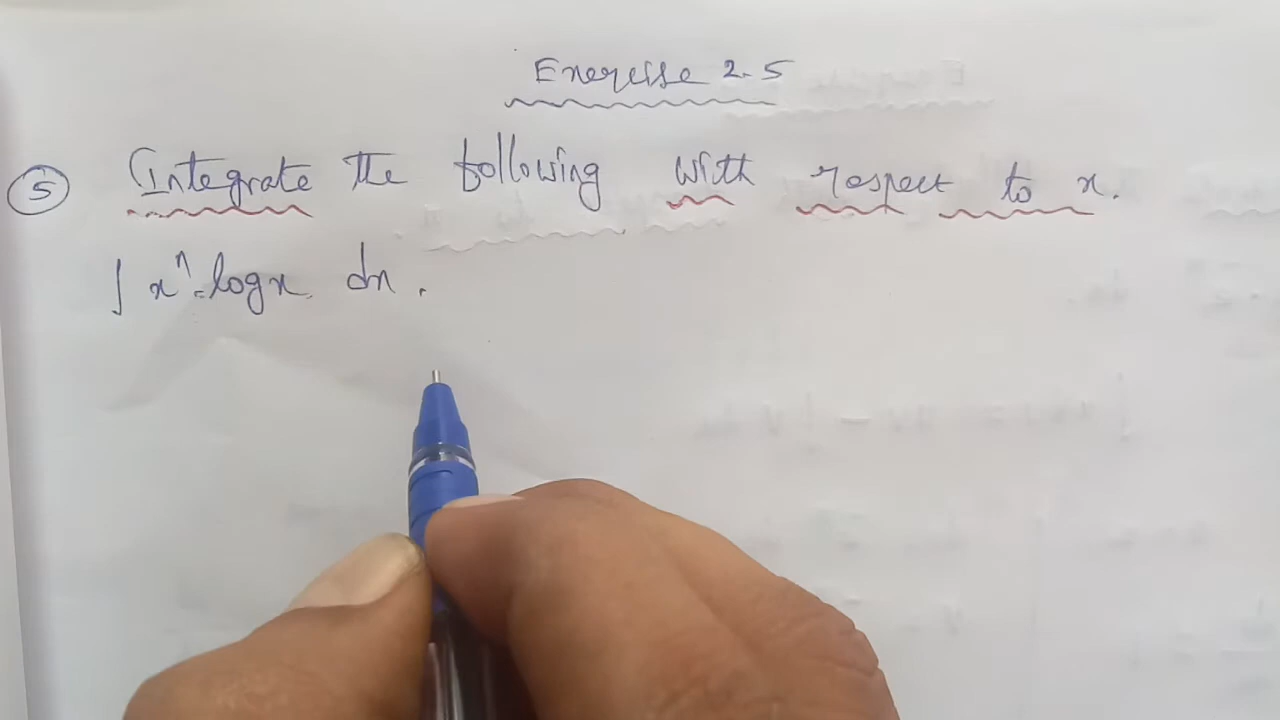 Exercise 2.5
5 Integrate the following with respect to x.
∫ xⁿ. log x dx.